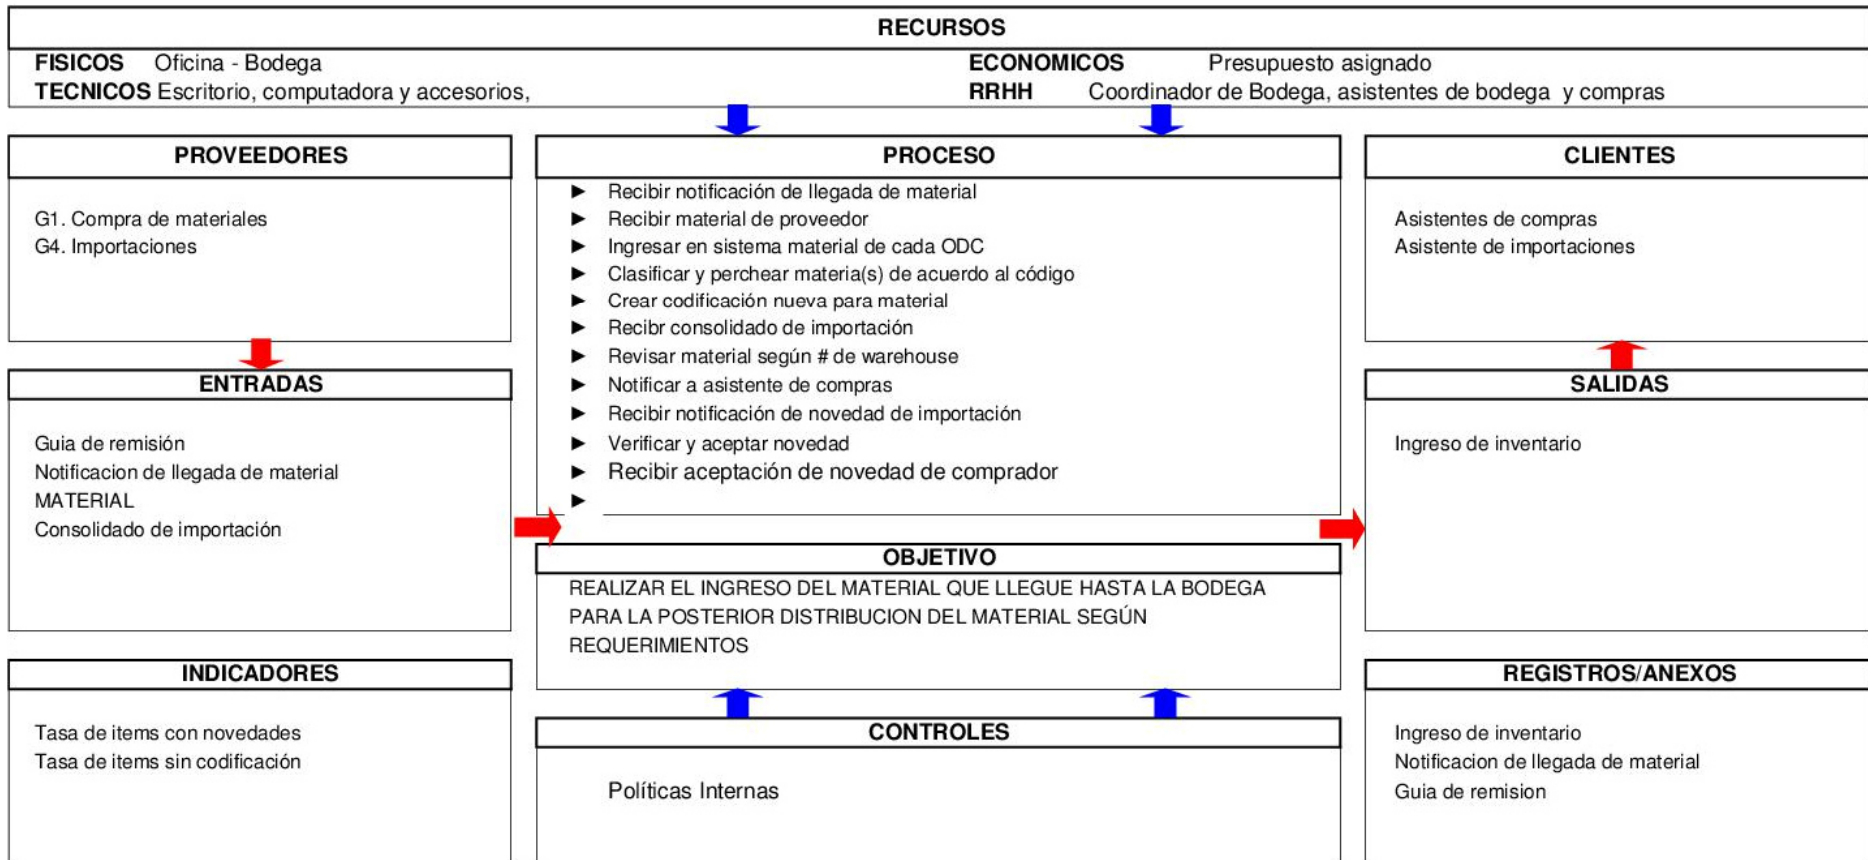 RECURSOS
FISICOS Oficina - Bodega
ECONOMICOS Presupuesto asignado
TECNICOS Escritorio, computadora y accesorios,
RRHH Coordinador de Bodega, asistentes de bodega y compras
PROVEEDORES
G1. Compra de materiales
G4. Importaciones
ENTRADAS
Guia de remisión
Notificacion de llegada de material
MATERIAL
Consolidado de importación
INDICADORES
Tasa de items con novedades
Tasa de items sin codificación
PROCESO
► Recibir notificación de llegada de material
► Recibir material de proveedor
► Ingresar en sistema material de cada ODC
► Clasificar y perchear materia(s) de acuerdo al código
► Crear codificación nueva para material
► Recibr consolidado de importación
► Revisar material según # de warehouse
► Notificar a asistente de compras
► Recibir notificación de novedad de importación
► Verificar y aceptar novedad
► Recibir aceptación de novedad de comprador
►
OBJETIVO
REALIZAR EL INGRESO DEL MATERIAL QUE LLEGUE HASTA LA BODEGA
PARA LA POSTERIOR DISTRIBUCION DEL MATERIAL SEGÚN
REQUERIMIENTOS
CONTROLES
Políticas Internas
CLIENTES
Asistentes de compras
Asistente de importaciones
SALIDAS
Ingreso de inventario
REGISTROS/ANEXOS
Ingreso de inventario
Notificacion de llegada de material
Guia de remision